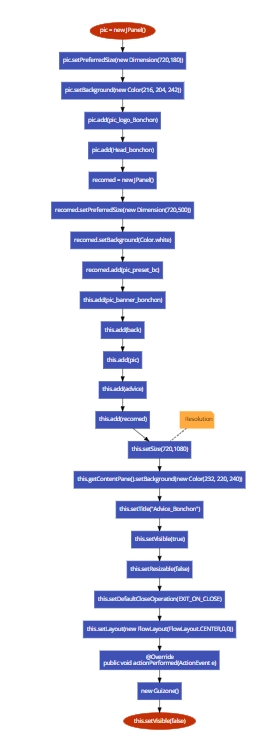 pic = new JPanel()
pic.setPreferredSize(new Dimension(720,180))
pic.setBackground(new Color(216, 204, 242))
pic.add(pic_logo_Bonchon)
pic.add(Head_bonchon)
recomed = new JPanel()
recomed.setPreferredSize(new Dimension(720,500))
recomed.setBackground(Color.white)
recomed.add(pic_preset_bc)
this.add(pic_banner_bonchon)
this.add(back)
this.add(pic)
this.add(advice)
this.add(recomed)
Resolution
this.setSize(720,1080)
this.getContentPane().setBackground(new Color(232, 220, 240))
this.setTitle("Advice_Bonchon")
this.setVisible(true)
this.setResizable(false)
this.setDefaultCloseOperation(EXIT_ON_CLOSE)
this.setLayout(new FlowLayout(FlowLayout.CENTER,0,0))
@Override
public void actionPerformed(ActionEvent e)
new Guizone()
this.setVisible(false)